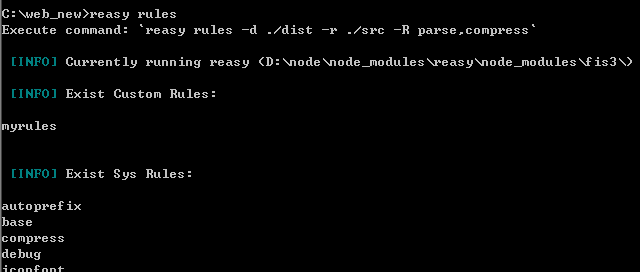 C:\web_new>reasy rules
Execute command: `reasy rules -d ./dist -r ./src -R parse,compress`
[INFO] Currently running reasy (D:\node\node_modules\reasy\node_modules\fis3\)
[INFO] Exist Custom Rules:
myrules
[INFO] Exist Sys Rules:
autoprefix
base
compress
debug
iconfont